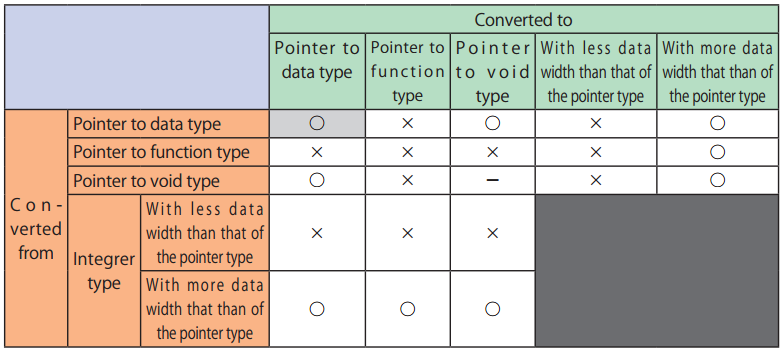 Converted to
Pointer to data type
Pointer to function type
Pointer to void type
With less data width than that of the pointer type
With more data width that than of the pointer type
Con-verted from
Pointer to data type ○ × ○ × ○
Pointer to function type × × × × ○
Pointer to void type ○ × – × ○
Integrer type
With less data width than that of the pointer type × × ×
With more data width that than of the pointer type ○ ○ ○